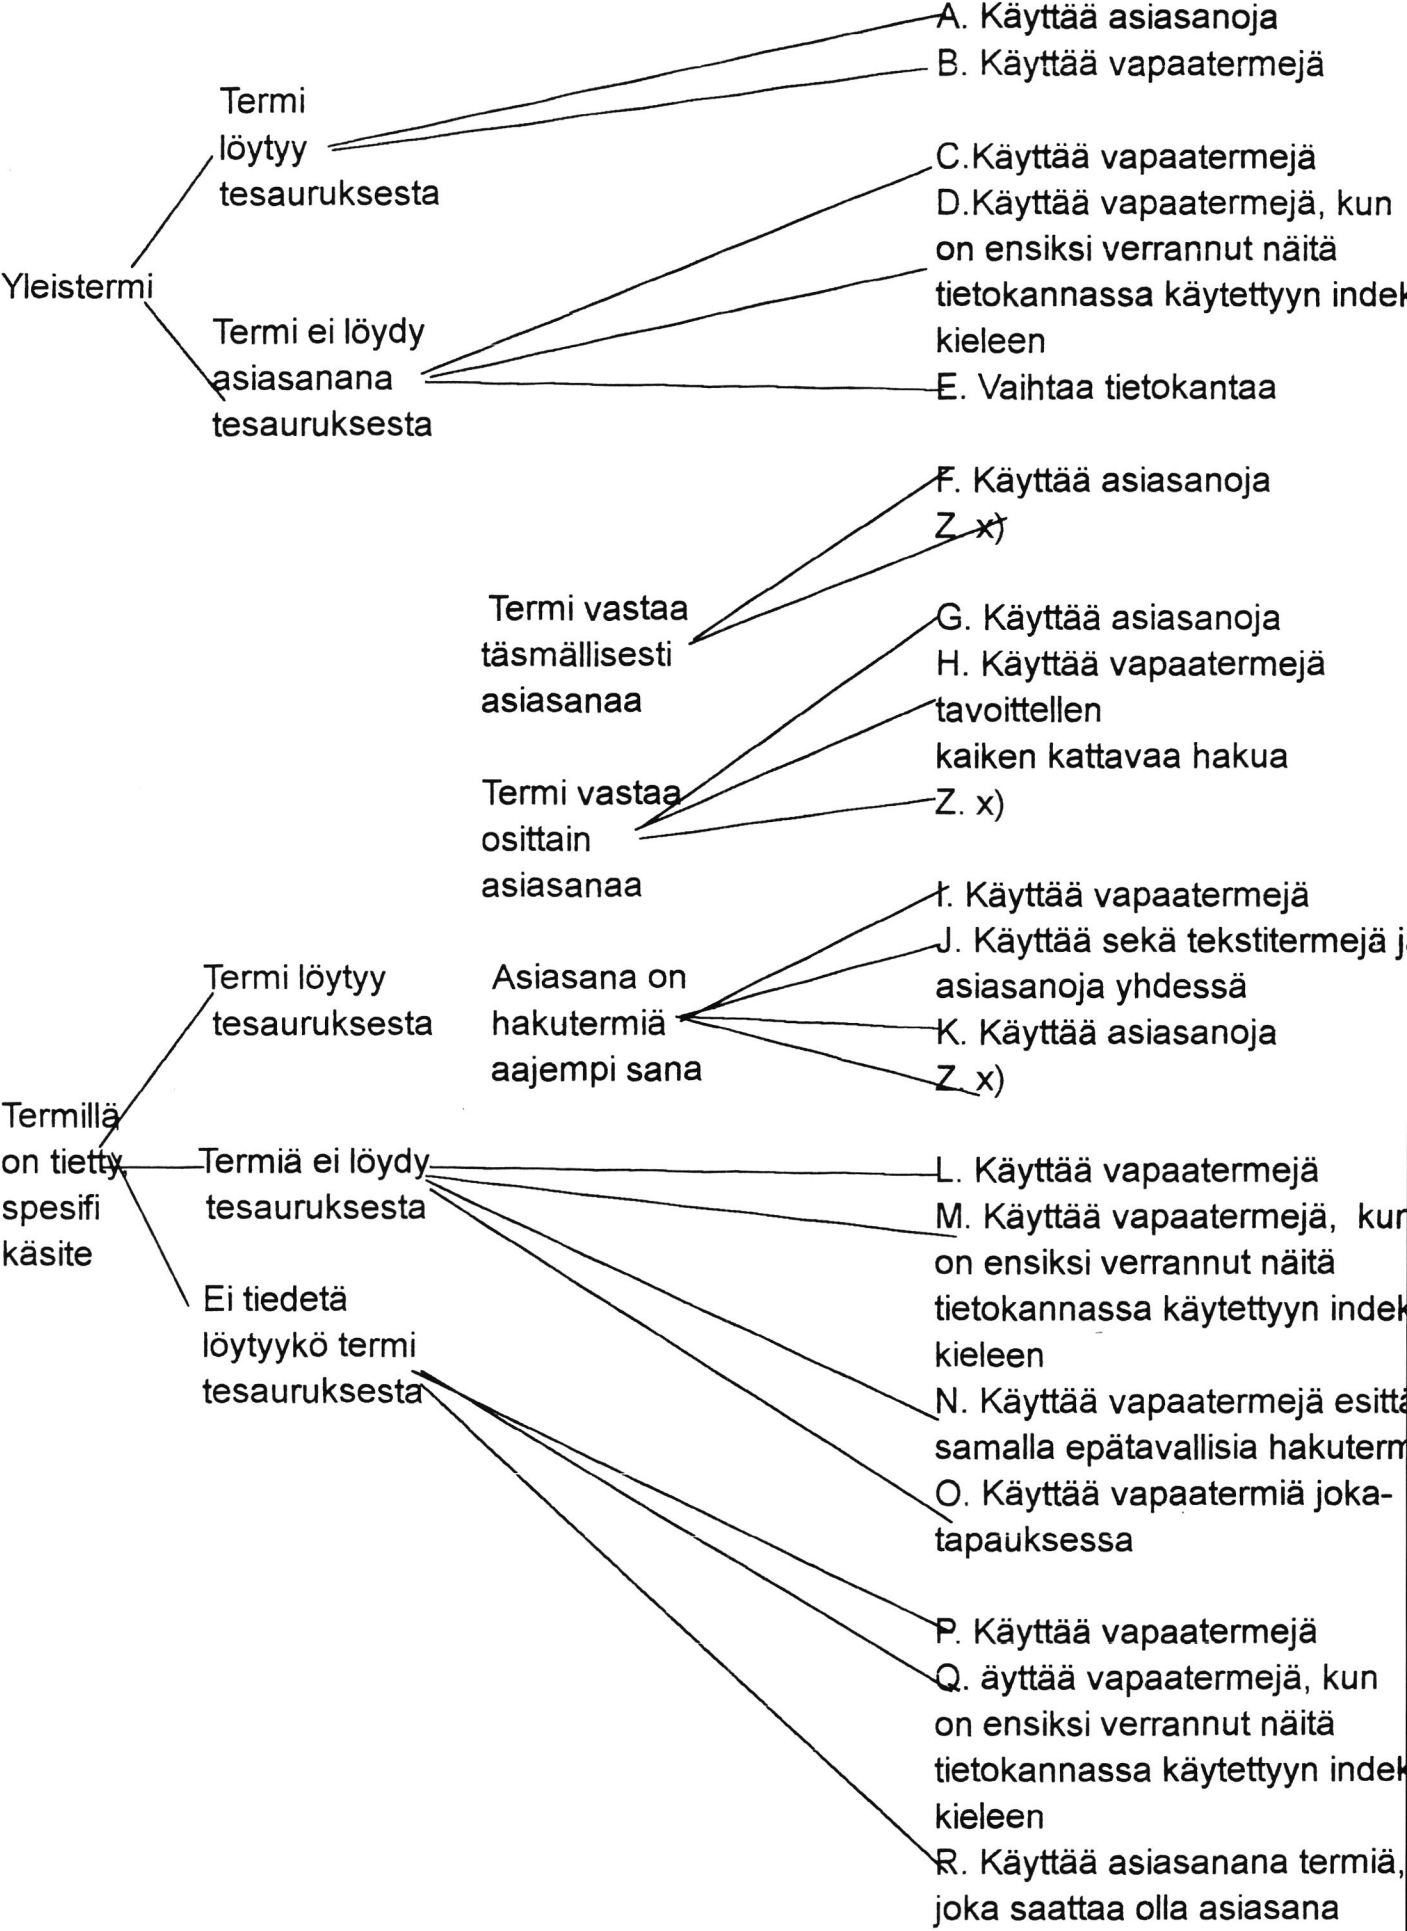 A. Käyttää asiasanoja
B. Käyttää vapaatermejä
Termi
löytyy
tesauruksesta
C.Käyttää vapaatermejä
D.Käyttää vapaatermejä, kun
on ensiksi verrannut näitä
tietokannassa käytettyyn indek
kieleen
E. Vaihtaa tietokantaa
Yleistermi
Termi ei löydy
asiasanana
tesauruksesta
F. Käyttää asiasanoja
Z. x)
Termi vastaa
täsmällisesti
asiasanaa
G. Käyttää asiasanoja
H. Käyttää vapaatermejä
tavoittellen
kaiken kattavaa hakua
Z. x)
Termi vastaa
osittain
asiasanaa
I. Käyttää vapaatermejä
J. Käyttää sekä tekstitermejä ja
asiasanoja yhdessä
K. Käyttää asiasanoja
Z. x)
Termi löytyy
tesauruksesta
Asiasana on
hakutermiä
aajempi sana
Termillä
on tietty,
spesifi
käsite
Termiä ei löydy
tesauruksesta
L. Käyttää vapaatermejä
M. Käyttää vapaatermejä, kun
on ensiksi verrannut näitä
tietokannassa käytettyyn indek
kieleen
N. Käyttää vapaatermejä esittä
samalla epätavallisia hakuterm
O. Käyttää vapaatermiä joka-
tapauksessa
Ei tiedetä
löytyykö termi
tesauruksesta
P. Käyttää vapaatermejä
Q. äyttää vapaatermejä, kun
on ensiksi verrannut näitä
tietokannassa käytettyyn indek
kieleen
R. Käyttää asiasanana termiä,
joka saattaa olla asiasana